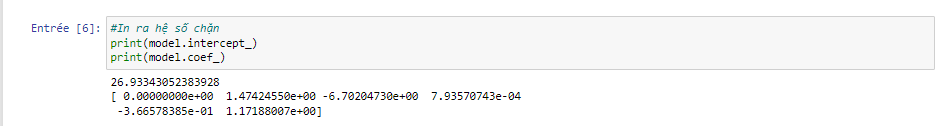 Entrée [6]: #In ra hệ số chặn
print(model.intercept_)
print(model.coef_)
26.93343052383928
[ 0.00000000e+00 1.47424550e+00 -6.70204730e+00 7.93570743e-04
-3.66578385e-01 1.17188007e+00]